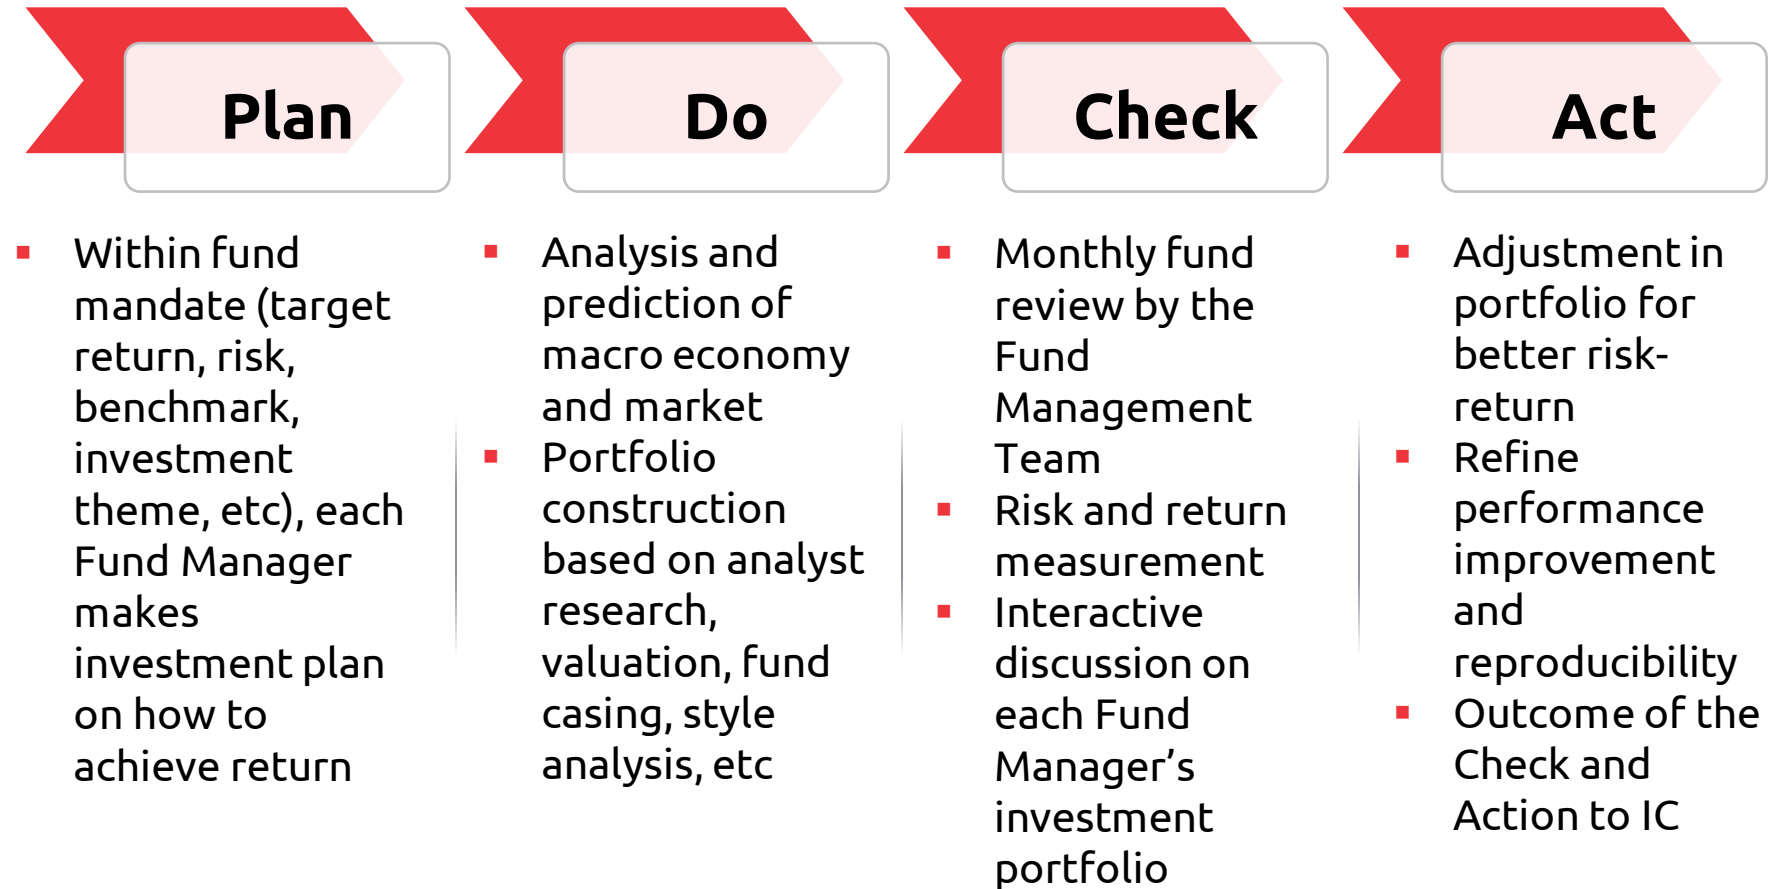 Plan
Within fund
mandate (target
return, risk,
benchmark,
investment
theme, etc), each
Fund Manager
makes
investment plan
on how to
achieve return
Do
Analysis and
prediction of
macro economy
and market
Portfolio
construction
based on analyst
research,
valuation, fund
casing, style
analysis, etc
Check
Monthly fund
review by the
Fund
Management
Team
Risk and return
measurement
Interactive
discussion on
each Fund
Manager’s
investment
portfolio
Act
Adjustment in
portfolio for
better risk-
return
Refine
performance
improvement
and
reproducibility
Outcome of the
Check and
Action to IC